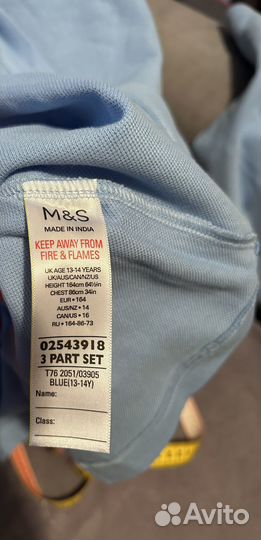 M&S
MADE IN INDIA
KEEP AWAY FROM
FIRE & FLAMES
UK AGE 13-14 YEARS
UK/AUS/CAN/NZ/US
HEIGHT 164cm 64½in
CHEST 86cm 34in
EUR • 164
AUS/NZ • 14
CAN/US • 16
RU • 164-86-73
02543918
3 PART SET
T76 2051/03905
BLUE(13-14Y)
Name:
Class:
Avito